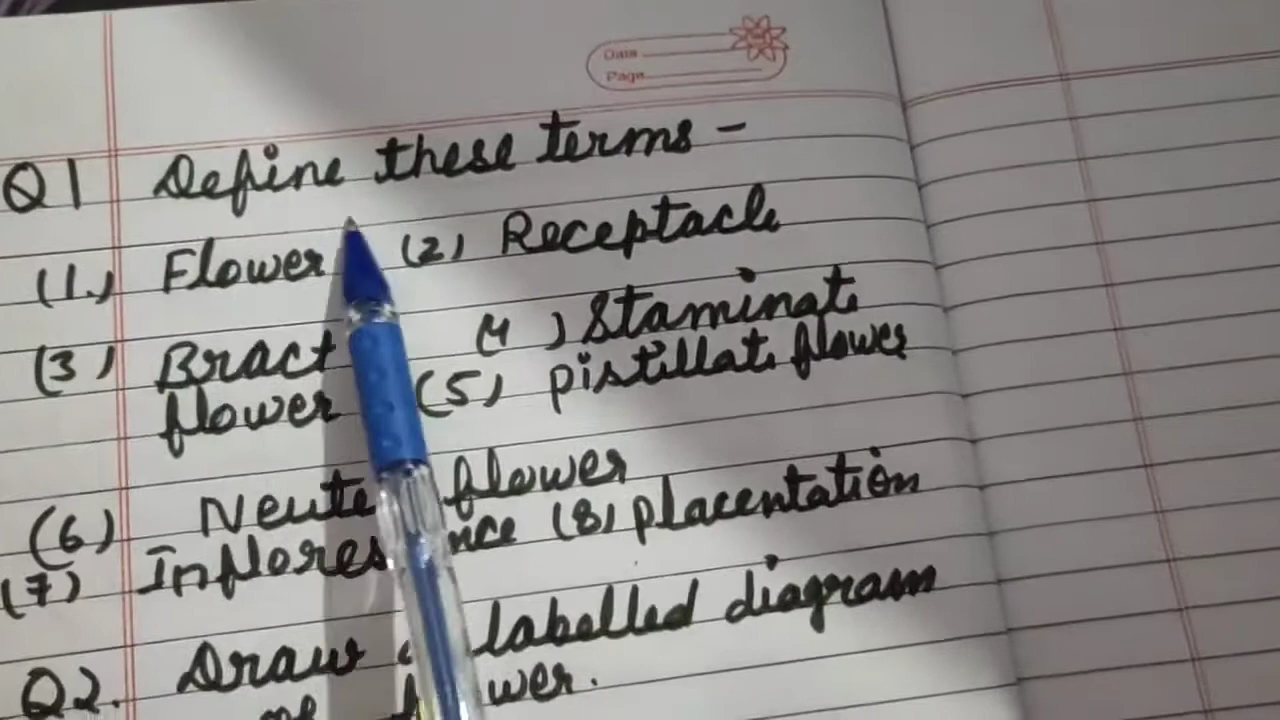 Date
Page
Q1 Define these terms -
(1.) Flower (2) Receptacle
(3) Bract (4) Staminate
flower (5) pistillate flower
(6) Neute flower
(7) Inflores nce (8) placentation
Q2. Draw labelled diagram